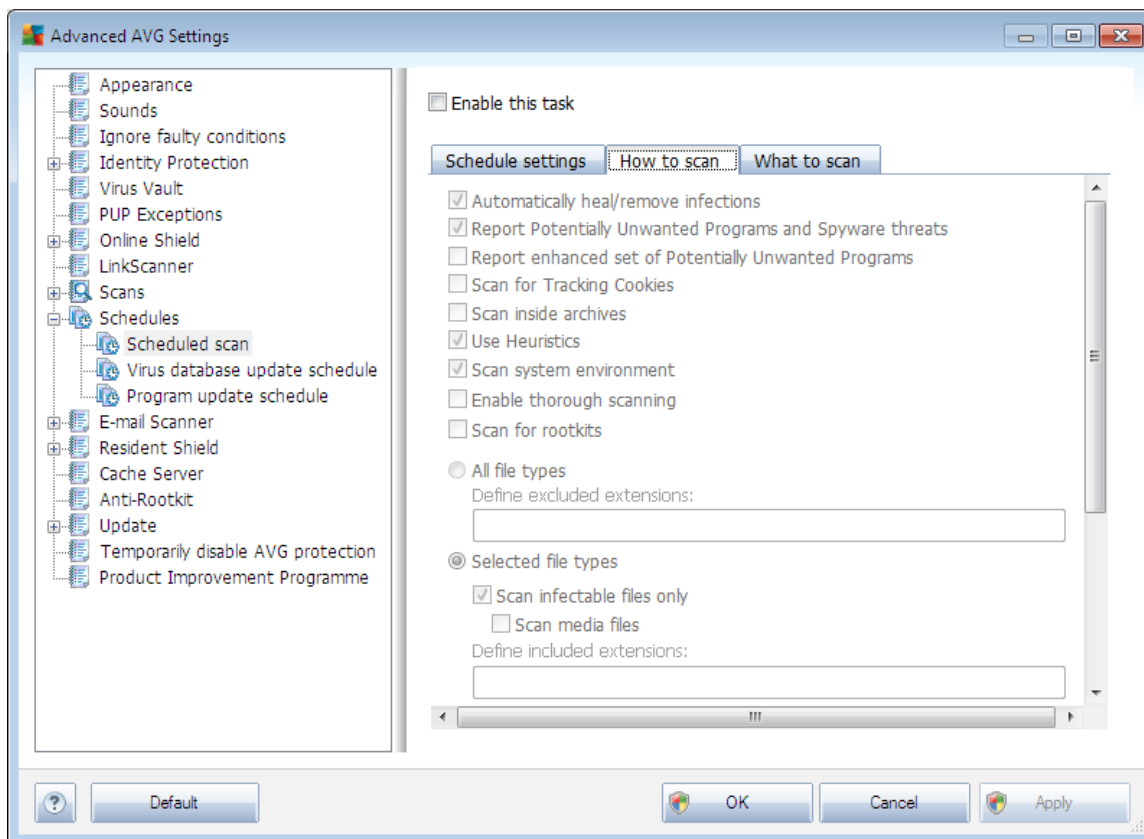 Advanced AVG Settings
Appearance
Sounds
Ignore faulty conditions
Identity Protection
Virus Vault
PUP Exceptions
Online Shield
LinkScanner
Scans
Schedules
Scheduled scan
Virus database update schedule
Program update schedule
E-mail Scanner
Resident Shield
Cache Server
Anti-Rootkit
Update
Temporarily disable AVG protection
Product Improvement Programme
Enable this task
Schedule settings How to scan What to scan
Automatically heal/remove infections
Report Potentially Unwanted Programs and Spyware threats
Report enhanced set of Potentially Unwanted Programs
Scan for Tracking Cookies
Scan inside archives
Use Heuristics
Scan system environment
Enable thorough scanning
Scan for rootkits
All file types
Define excluded extensions:
Selected file types
Scan infectable files only
Scan media files
Define included extensions:
? Default OK Cancel Apply